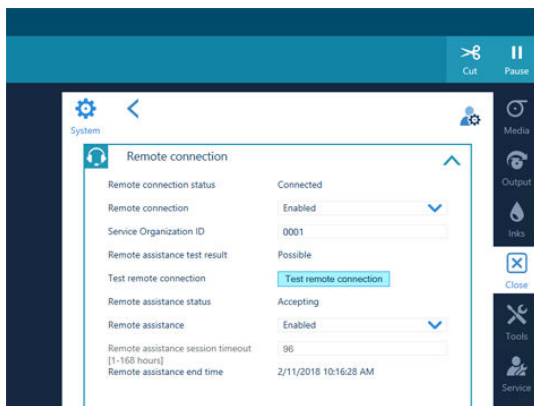 Cut
Pause
System
Media
Remote connection
Remote connection status Connected
Output
Remote connection Enabled
Service Organization ID 0001
Inks
Remote assistance test result Possible
Test remote connection Test remote connection
Close
Remote assistance status Accepting
Remote assistance Enabled
Tools
Remote assistance session timeout 96
[1-168 hours]
Remote assistance end time 2/11/2018 10:16:28 AM
Service